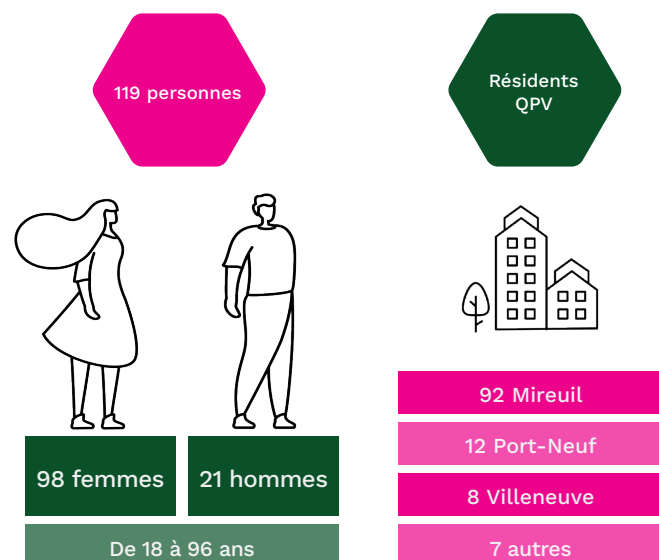 119 personnes
98 femmes
21 hommes
De 18 à 96 ans
Résidents
QPV
92 Mireuil
12 Port-Neuf
8 Villeneuve
7 autres